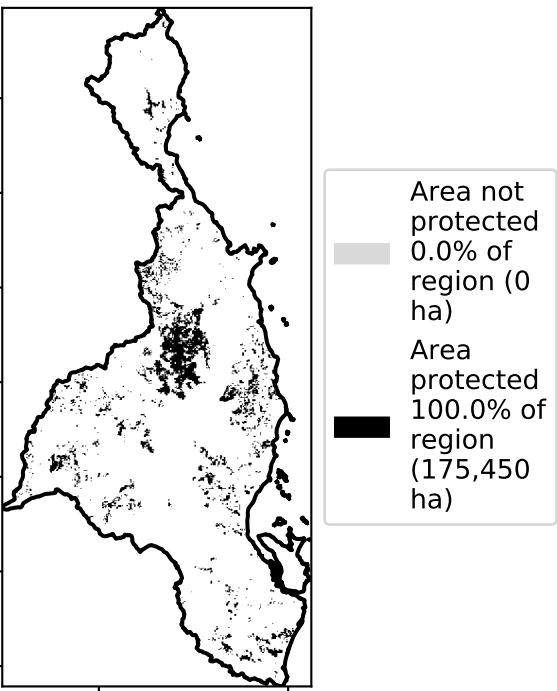 Area not
protected
0.0% of
region (0
ha)
Area
protected
100.0% of
region
(175,450
ha)